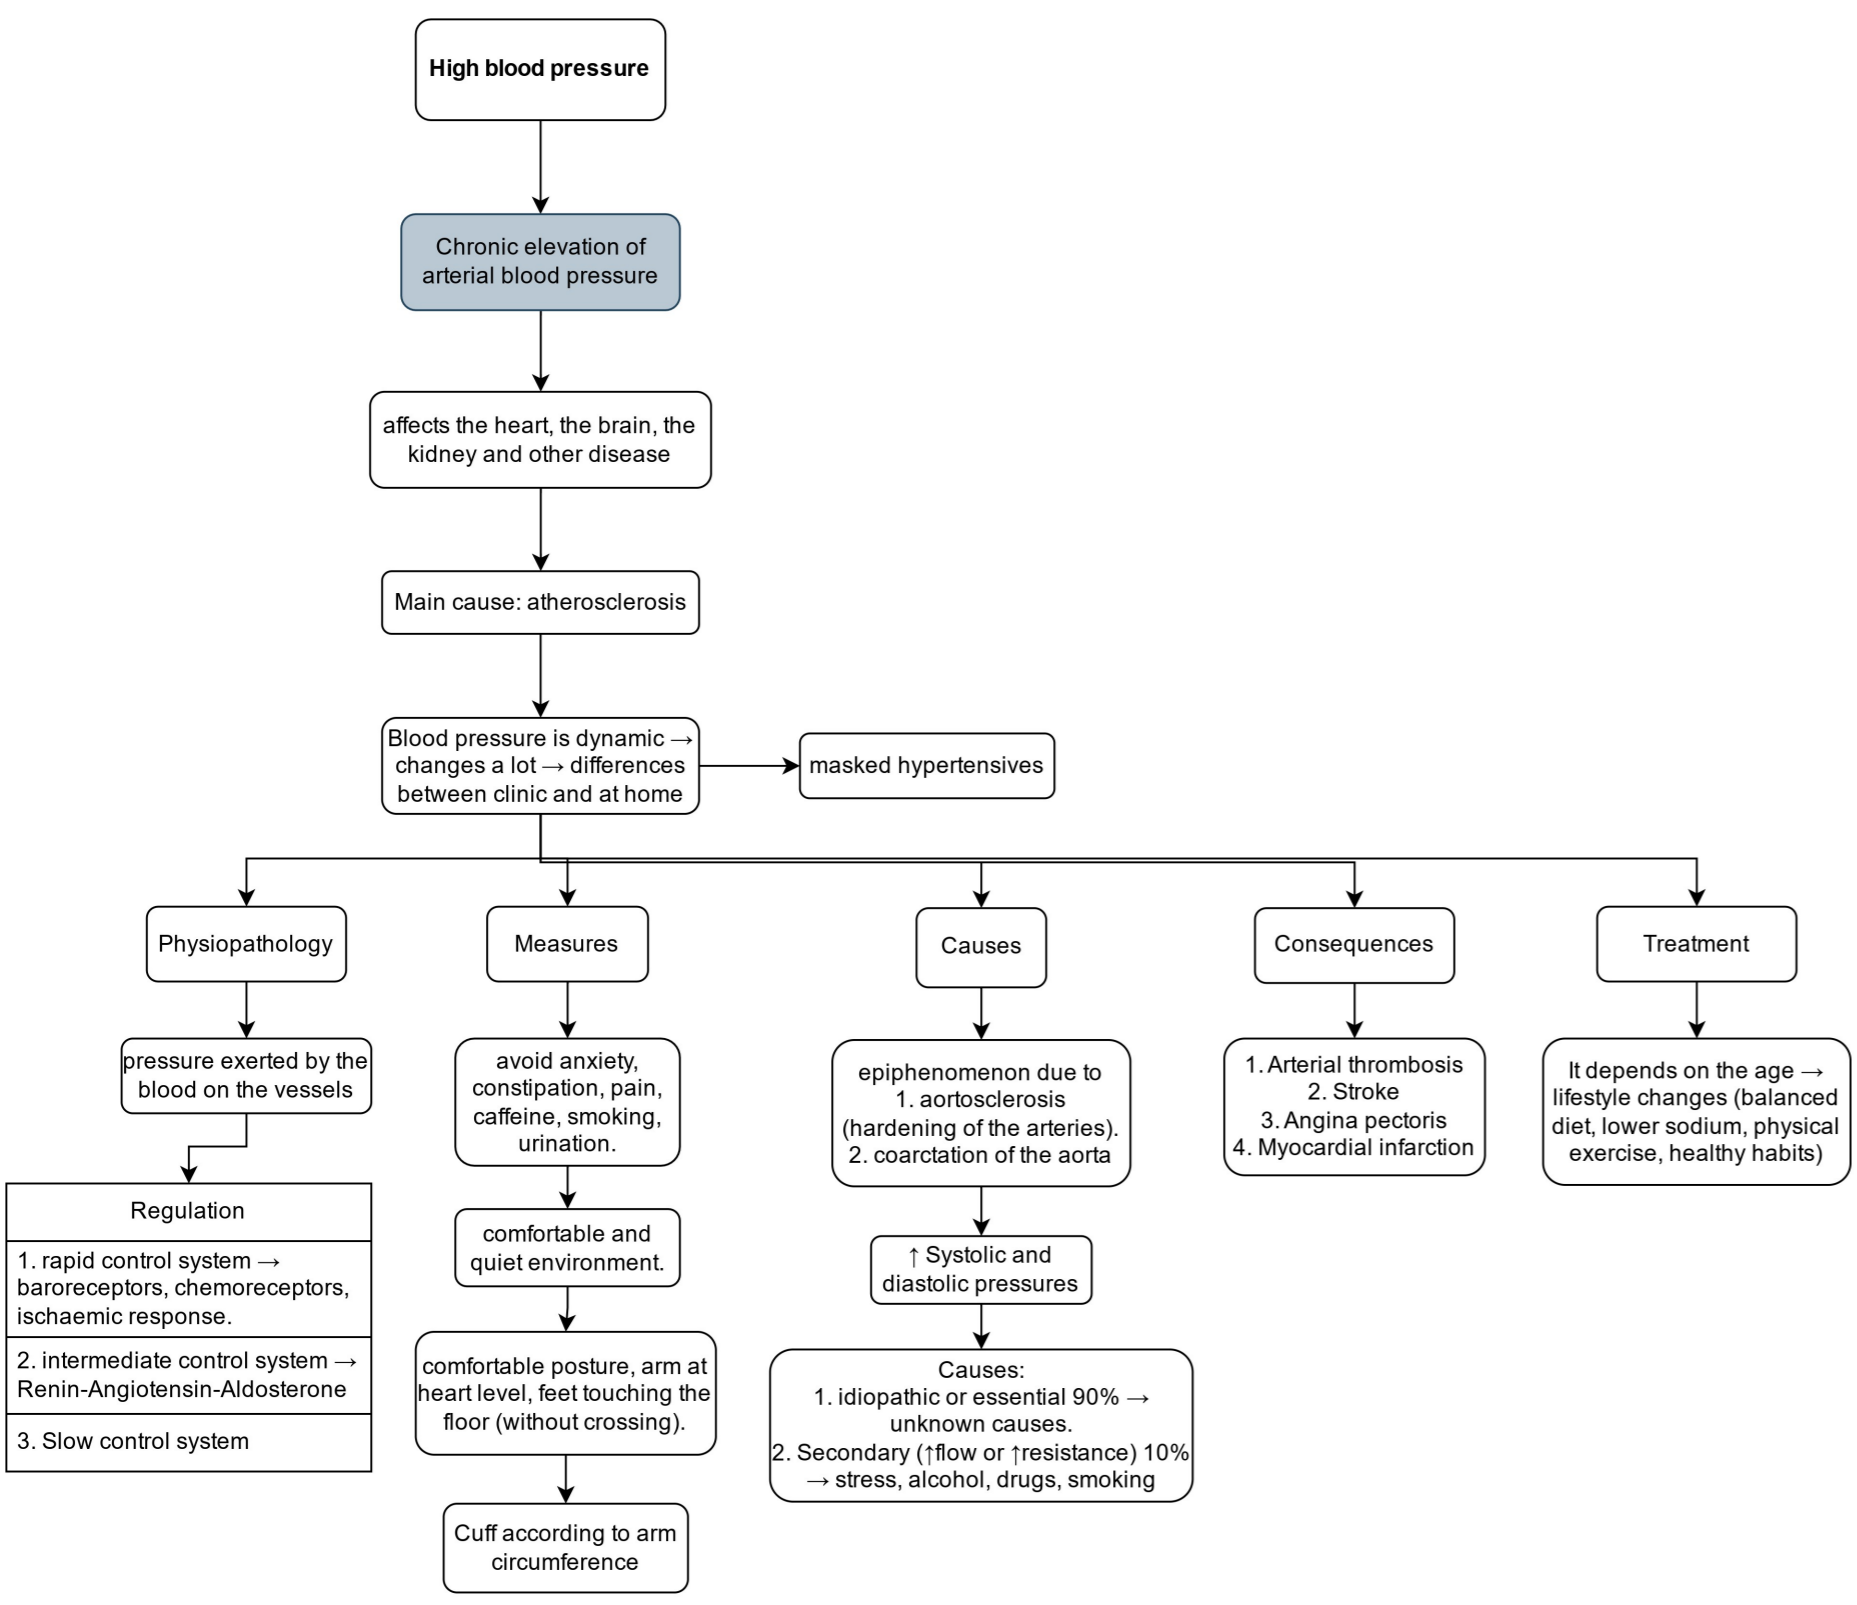 High blood pressure
Chronic elevation of
arterial blood pressure
affects the heart, the brain, the
kidney and other disease
Main cause: atherosclerosis
Blood pressure is dynamic →
changes a lot → differences
between clinic and at home
masked hypertensives
Physiopathology
Measures
Causes
Consequences
Treatment
pressure exerted by the
blood on the vessels
Regulation
1. rapid control system →
baroreceptors, chemoreceptors,
ischaemic response.
2. intermediate control system →
Renin-Angiotensin-Aldosterone
3. Slow control system
avoid anxiety,
constipation, pain,
caffeine, smoking,
urination.
comfortable and
quiet environment.
comfortable posture, arm at
heart level, feet touching the
floor (without crossing).
Cuff according to arm
circumference
epiphenomenon due to
1. aortosclerosis
(hardening of the arteries).
2. coarctation of the aorta
↑ Systolic and
diastolic pressures
Causes:
1. idiopathic or essential 90% →
unknown causes.
2. Secondary (↑flow or ↑resistance) 10%
→ stress, alcohol, drugs, smoking
1. Arterial thrombosis
2. Stroke
3. Angina pectoris
4. Myocardial infarction
It depends on the age →
lifestyle changes (balanced
diet, lower sodium, physical
exercise, healthy habits)